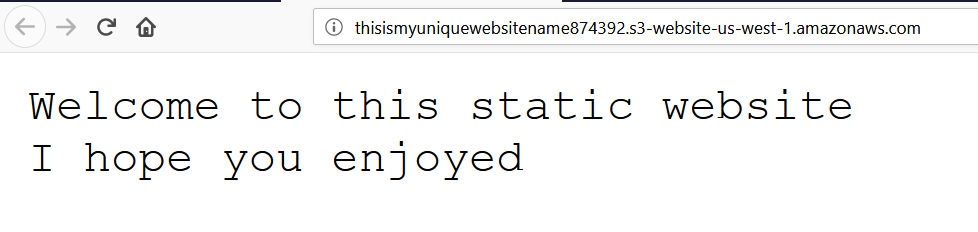 thisismyuniquewebsitename874392.s3-website-us-west-1.amazonaws.com
Welcome to this static website
I hope you enjoyed